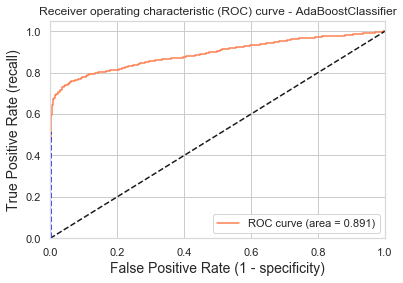 Receiver operating characteristic (ROC) curve - AdaBoostClassifier
1.0
0.8
0.6
0.4
0.2
0.0
True Positive Rate (recall)
ROC curve (area = 0.891)
0.0 0.2 0.4 0.6 0.8 1.0
False Positive Rate (1 - specificity)